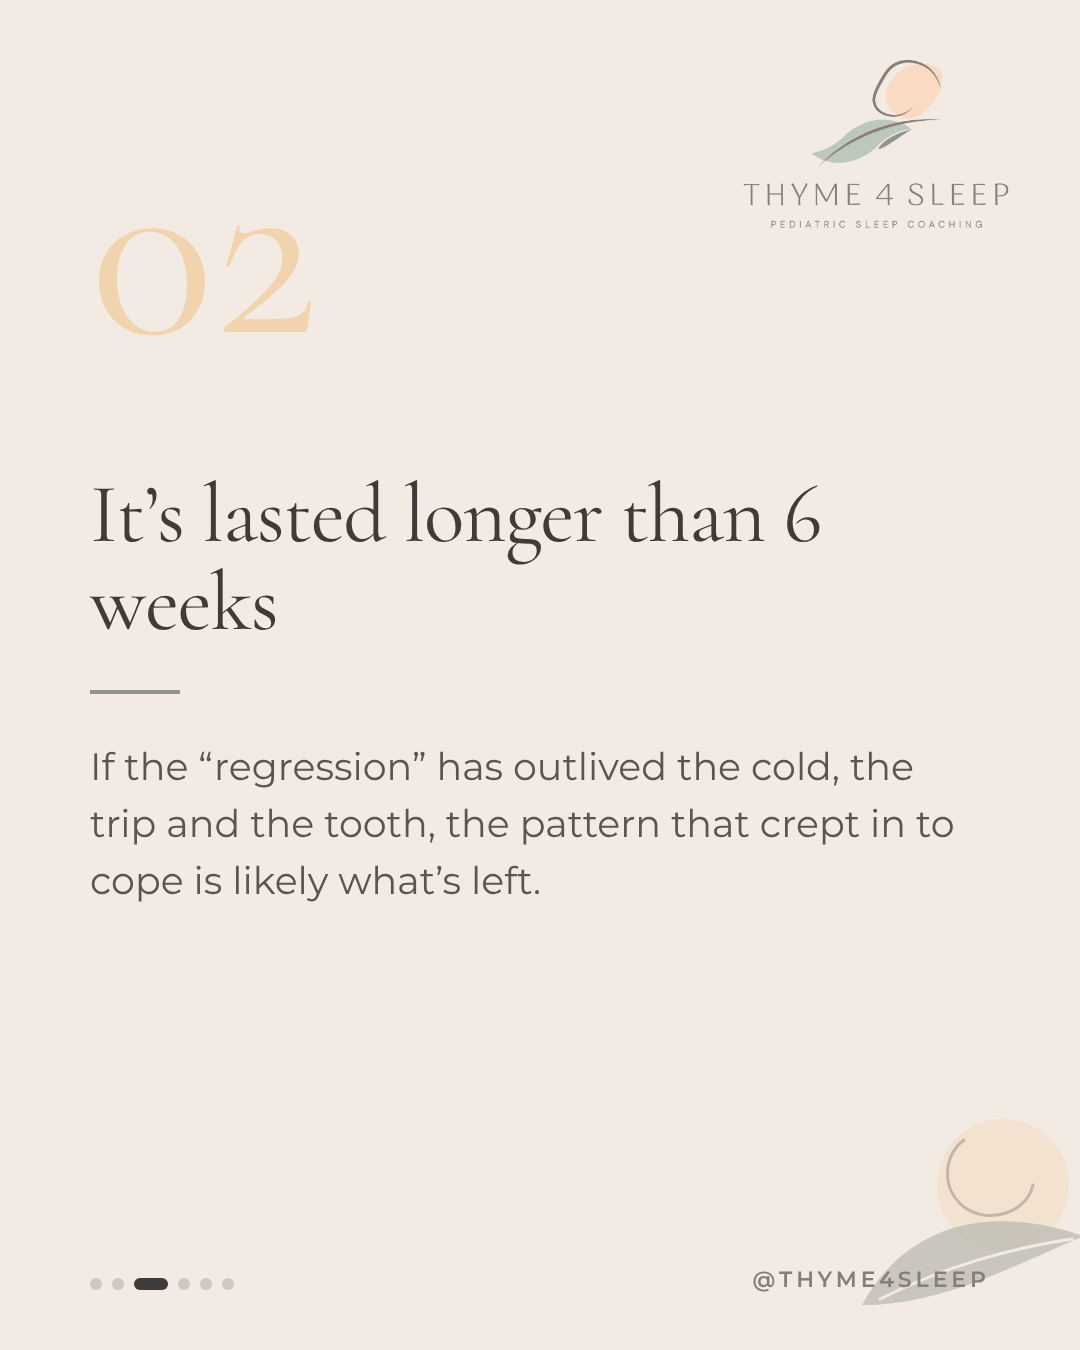 THYME 4 SLEEP
PEDIATRIC SLEEP COACHING
02
It’s lasted longer than 6
weeks
If the “regression” has outlived the cold, the
trip and the tooth, the pattern that crept in to
cope is likely what’s left.
@THYME4SLEEP